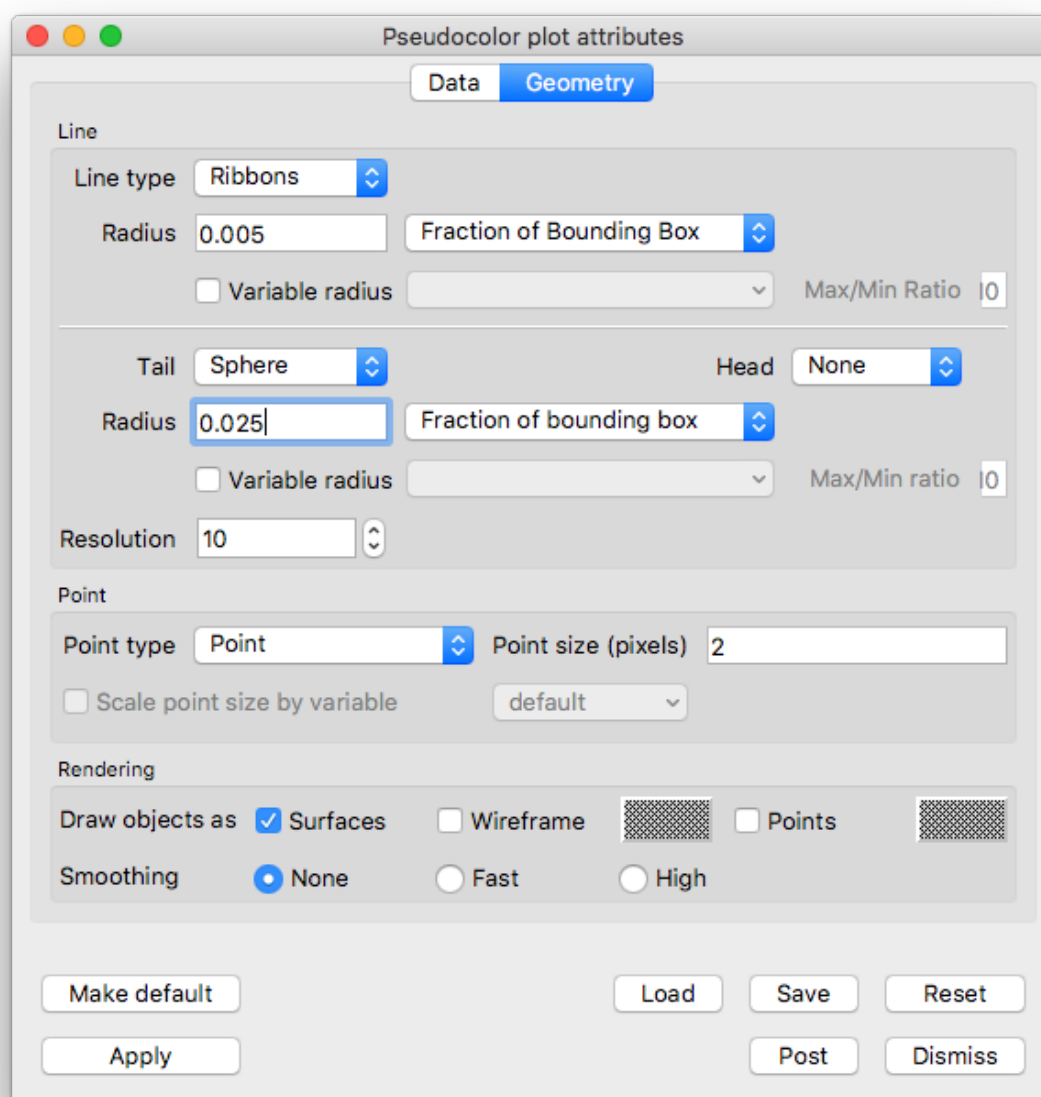 Pseudocolor plot attributes
Data Geometry
Line
Line type Ribbons
Radius 0.005 Fraction of Bounding Box
Variable radius Max/Min Ratio
Tail Sphere Head None
Radius 0.025 Fraction of bounding box
Variable radius Max/Min ratio
Resolution 10
Point
Point type Point Point size (pixels) 2
Scale point size by variable default
Rendering
Draw objects as Surfaces Wireframe Points
Smoothing None Fast High
Make default Load Save Reset
Apply Post Dismiss